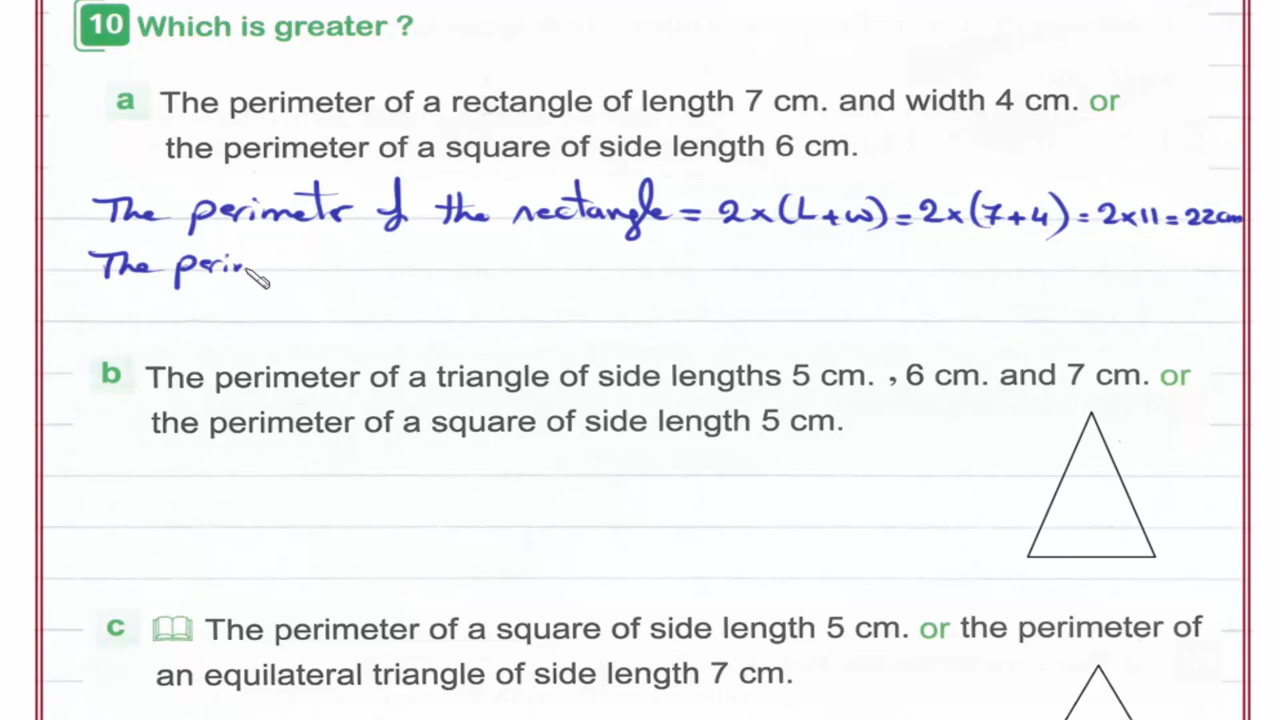 10 Which is greater ?
a The perimeter of a rectangle of length 7 cm. and width 4 cm. or
the perimeter of a square of side length 6 cm.
The perimeter of the rectangle = 2×(L+w) = 2×(7+4) = 2×11 = 22cm
The perim
b The perimeter of a triangle of side lengths 5 cm. , 6 cm. and 7 cm. or
the perimeter of a square of side length 5 cm.
c The perimeter of a square of side length 5 cm. or the perimeter of
an equilateral triangle of side length 7 cm.